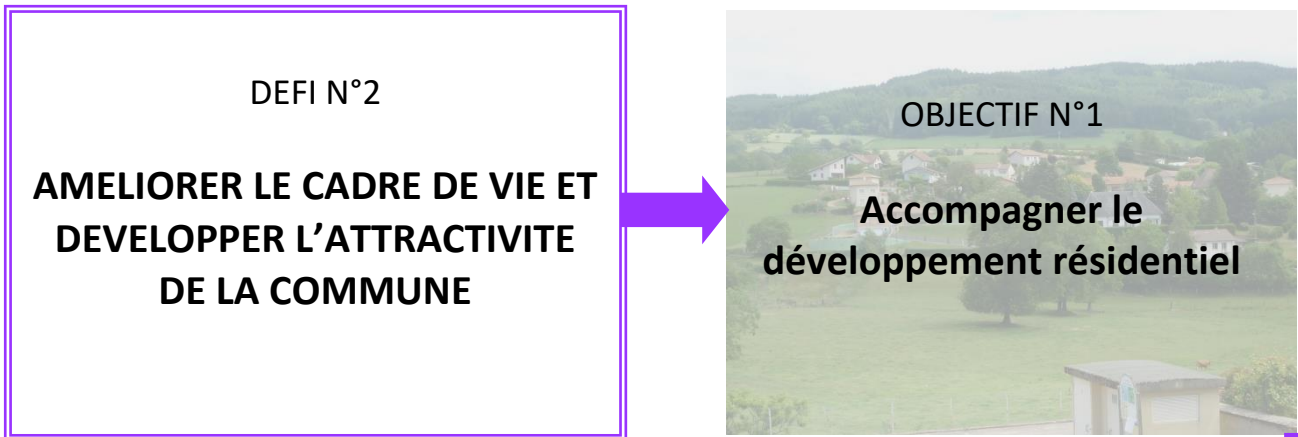 DEFI N°2
AMELIORER LE CADRE DE VIE ET
DEVELOPPER L’ATTRACTIVITE
DE LA COMMUNE
OBJECTIF N°1
Accompagner le
développement résidentiel